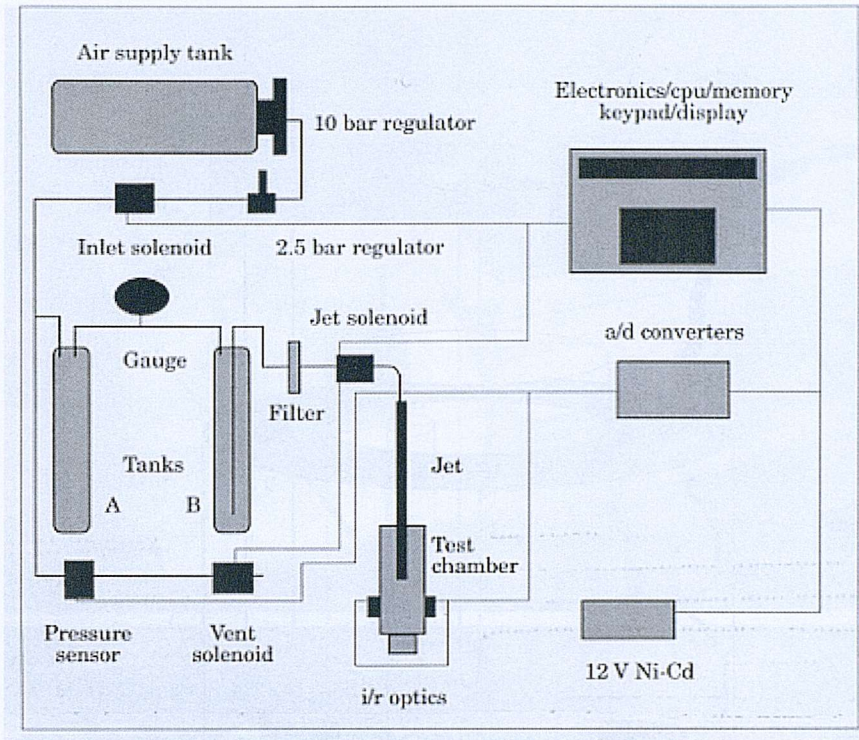 Air supply tank
Electronics/cpu/memory
keypad/display
10 bar regulator
Inlet solenoid
2.5 bar regulator
Jet solenoid
a/d converters
Gauge
Filter
Tanks
Jet
A
B
Test
chamber
Pressure
sensor
Vent
solenoid
12 V Ni-Cd
i/r optics